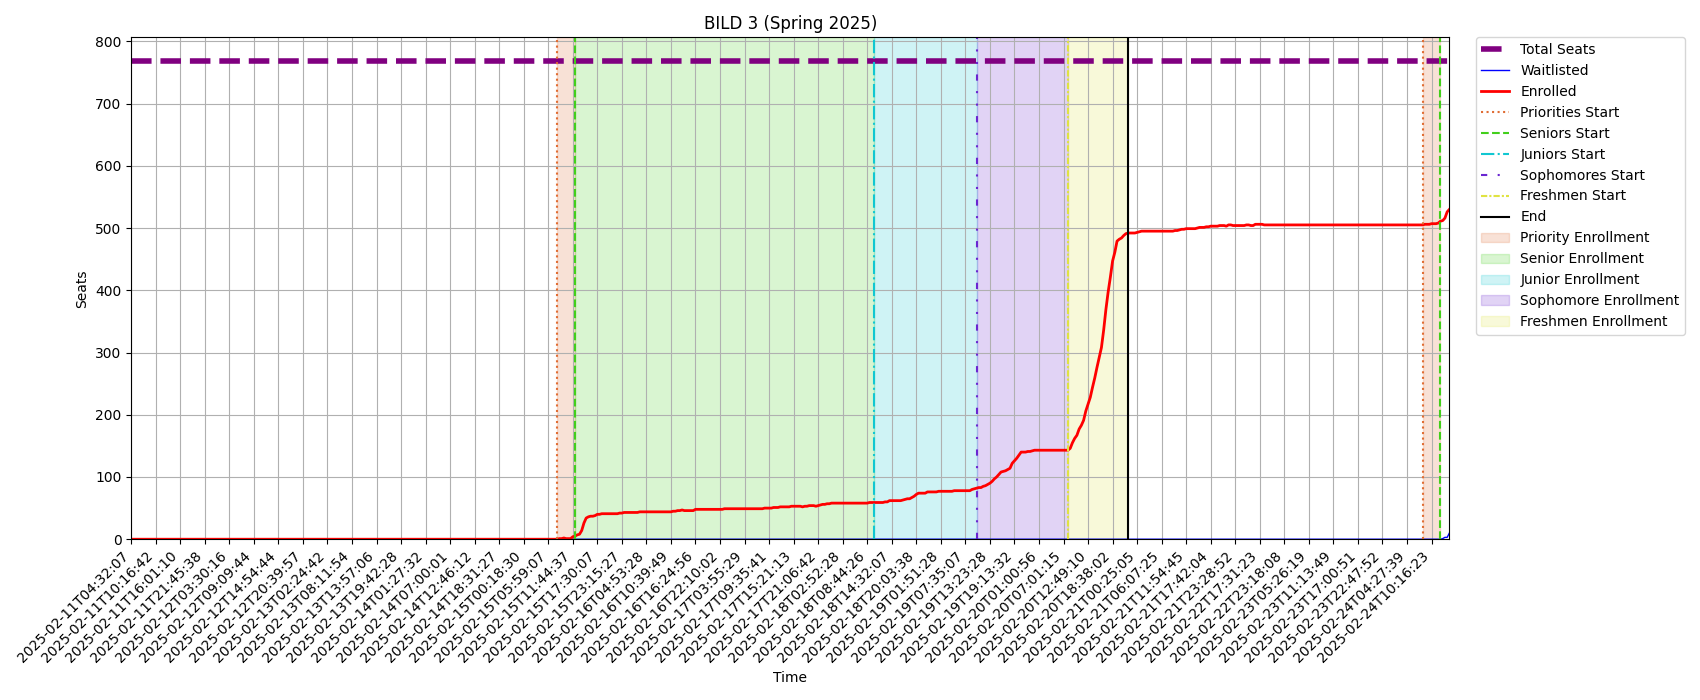 BILD 3 (Spring 2025)
800
700
600
500
400
300
200
100
0
Seats
2025-02-11T04:32:07
2025-02-11T10:16:42
2025-02-11T16:01:10
2025-02-11T21:45:38
2025-02-12T03:30:16
2025-02-12T09:09:44
2025-02-12T14:54:44
2025-02-12T20:39:57
2025-02-13T02:24:42
2025-02-13T08:11:54
2025-02-13T13:57:06
2025-02-13T19:42:28
2025-02-14T01:27:32
2025-02-14T07:00:01
2025-02-14T12:46:12
2025-02-14T18:31:27
2025-02-15T00:18:30
2025-02-15T05:59:07
2025-02-15T11:44:37
2025-02-15T17:30:07
2025-02-15T23:15:27
2025-02-16T04:53:28
2025-02-16T10:39:49
2025-02-16T16:24:56
2025-02-16T22:10:02
2025-02-17T03:55:29
2025-02-17T09:35:41
2025-02-17T15:21:13
2025-02-17T21:06:42
2025-02-18T02:52:28
2025-02-18T08:44:26
2025-02-18T14:32:07
2025-02-18T20:03:38
2025-02-19T01:51:28
2025-02-19T07:35:07
2025-02-19T13:23:28
2025-02-19T19:13:32
2025-02-20T01:00:56
2025-02-20T07:01:15
2025-02-20T12:49:10
2025-02-20T18:38:02
2025-02-21T00:25:05
2025-02-21T06:07:25
2025-02-21T11:54:45
2025-02-21T17:42:04
2025-02-21T23:28:52
2025-02-22T17:31:23
2025-02-22T23:18:08
2025-02-23T05:26:19
2025-02-23T11:13:49
2025-02-23T17:00:51
2025-02-23T22:47:52
2025-02-24T04:27:39
2025-02-24T10:16:23
Time
Total Seats
Waitlisted
Enrolled
Priorities Start
Seniors Start
Juniors Start
Sophomores Start
Freshmen Start
End
Priority Enrollment
Senior Enrollment
Junior Enrollment
Sophomore Enrollment
Freshmen Enrollment